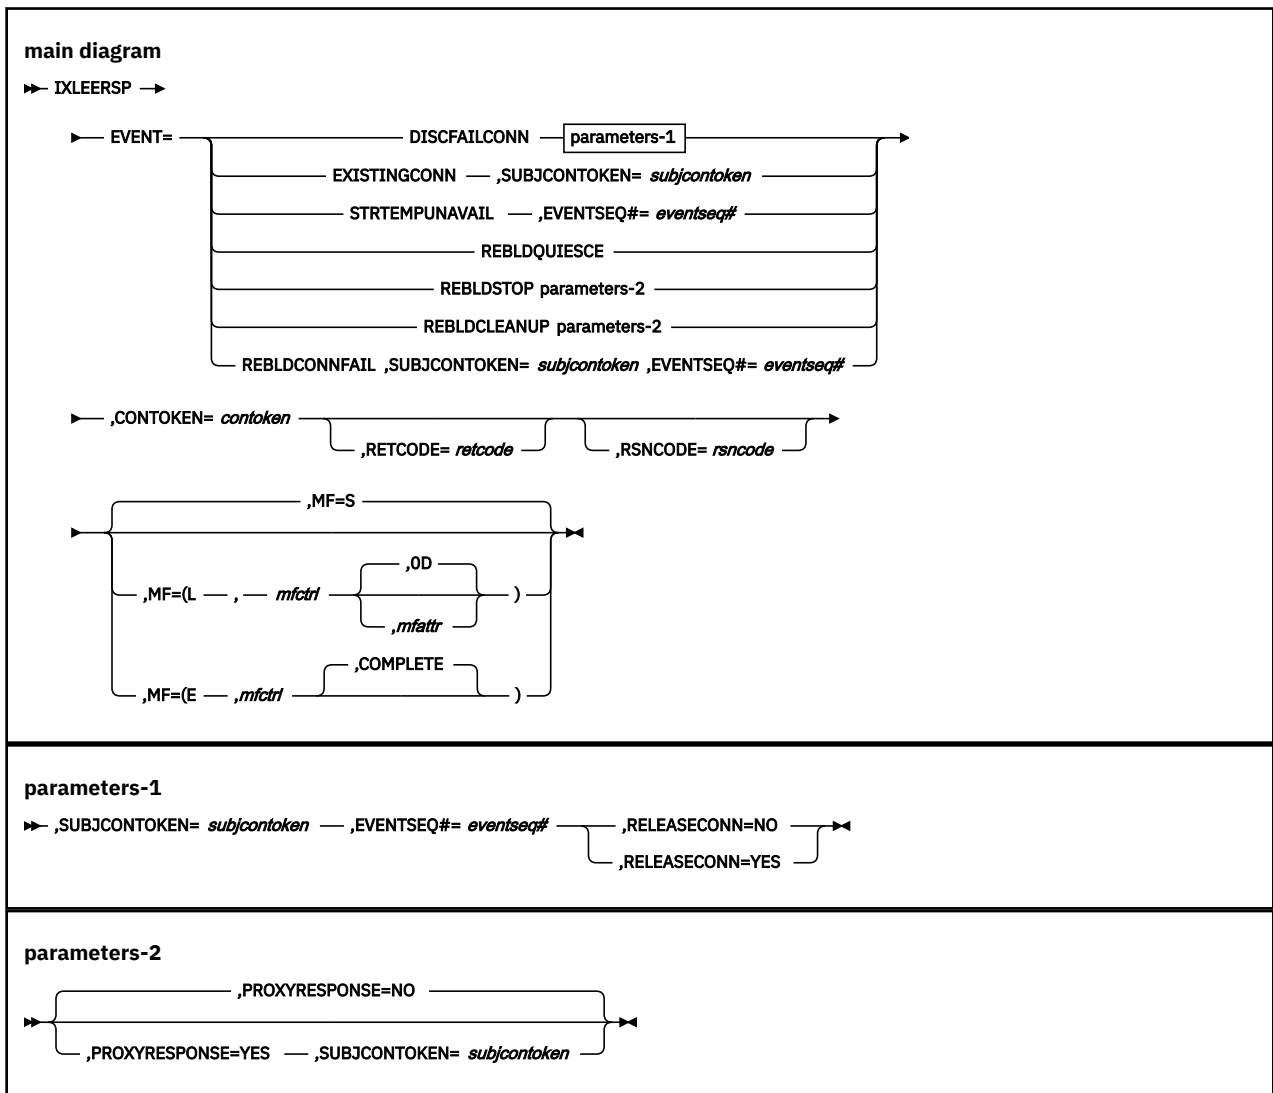 main diagram
IXLEERSP
EVENT= DISCFAILCONN parameters-1
EXISTINGCONN ,SUBJCONTOKEN= subjcontoken
STRTEMPUNAVAIL ,EVENTSEQ#= eventseq#
REBLDQUIESCE
REBLDSTOP parameters-2
REBLDCLEANUP parameters-2
REBLDCONNFAIL ,SUBJCONTOKEN= subjcontoken ,EVENTSEQ#= eventseq#
,CONTOKEN= contoken
,RETCODE= retcode ,RSNCODE= rsncode
,MF=S
,0D
,MF=(L , mfctrl )
,mfattr
,COMPLETE
,MF=(E ,mfctrl )
parameters-1
,SUBJCONTOKEN= subjcontoken ,EVENTSEQ#= eventseq# ,RELEASECONN=NO
,RELEASECONN=YES
parameters-2
,PROXYRESPONSE=NO
,PROXYRESPONSE=YES ,SUBJCONTOKEN= subjcontoken